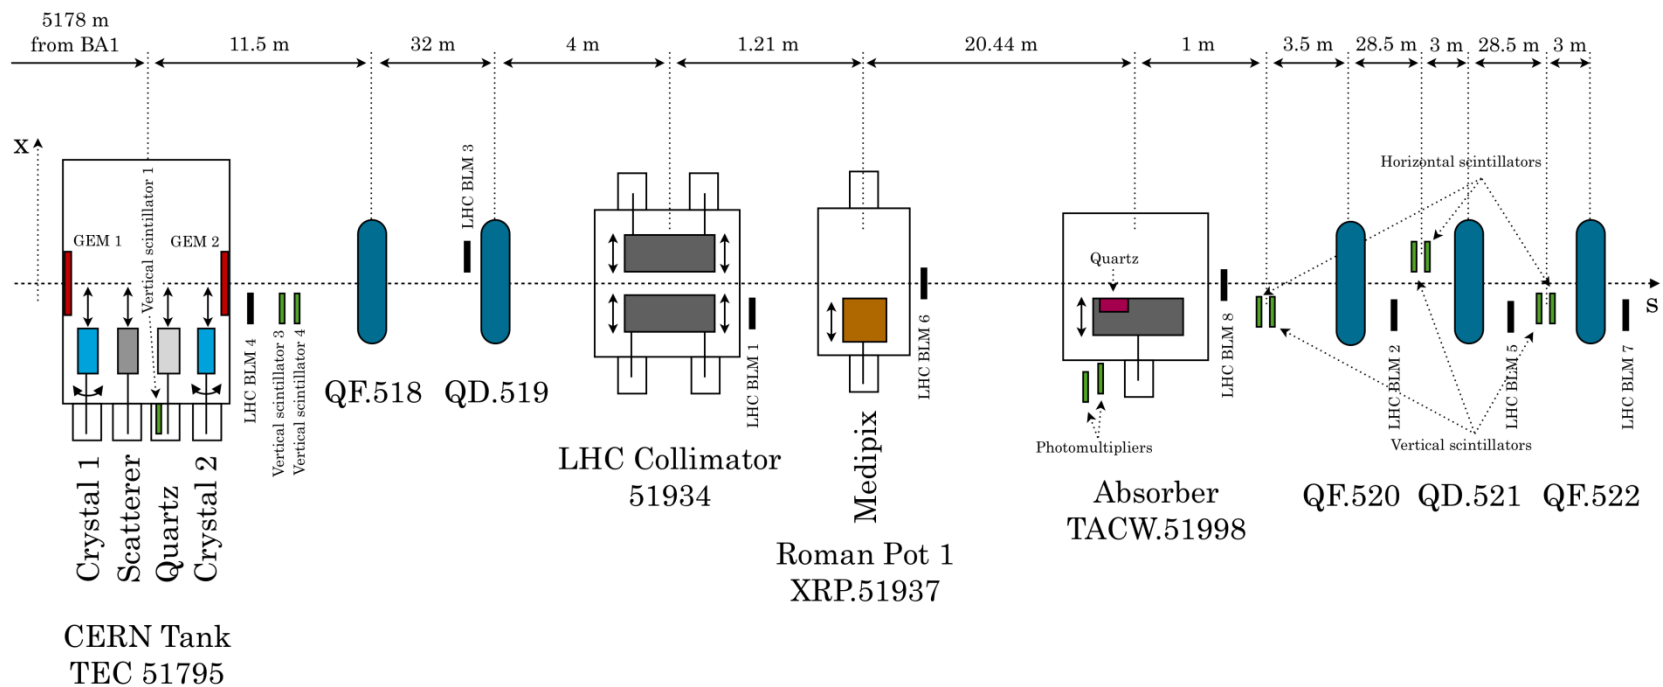 5178 m
from BA1
11.5 m
32 m
4 m
1.21 m
20.44 m
1 m
3.5 m
28.5 m
3 m
28.5 m
3 m
x
s
GEM 1
Vertical scintillator 1
GEM 2
LHC BLM 4
Vertical scintillator 3
Vertical scintillator 4
QF.518
LHC BLM 3
QD.519
LHC Collimator
51934
LHC BLM 1
Medipix
Roman Pot 1
XRP.51937
LHC BLM 6
Quartz
Photomultipliers
Absorber
TACW.51998
LHC BLM 8
Horizontal scintillators
Vertical scintillators
QF.520
LHC BLM 2
QD.521
LHC BLM 5
QF.522
LHC BLM 7
Crystal 1
Scatterer
Quartz
Crystal 2
CERN Tank
TEC 51795